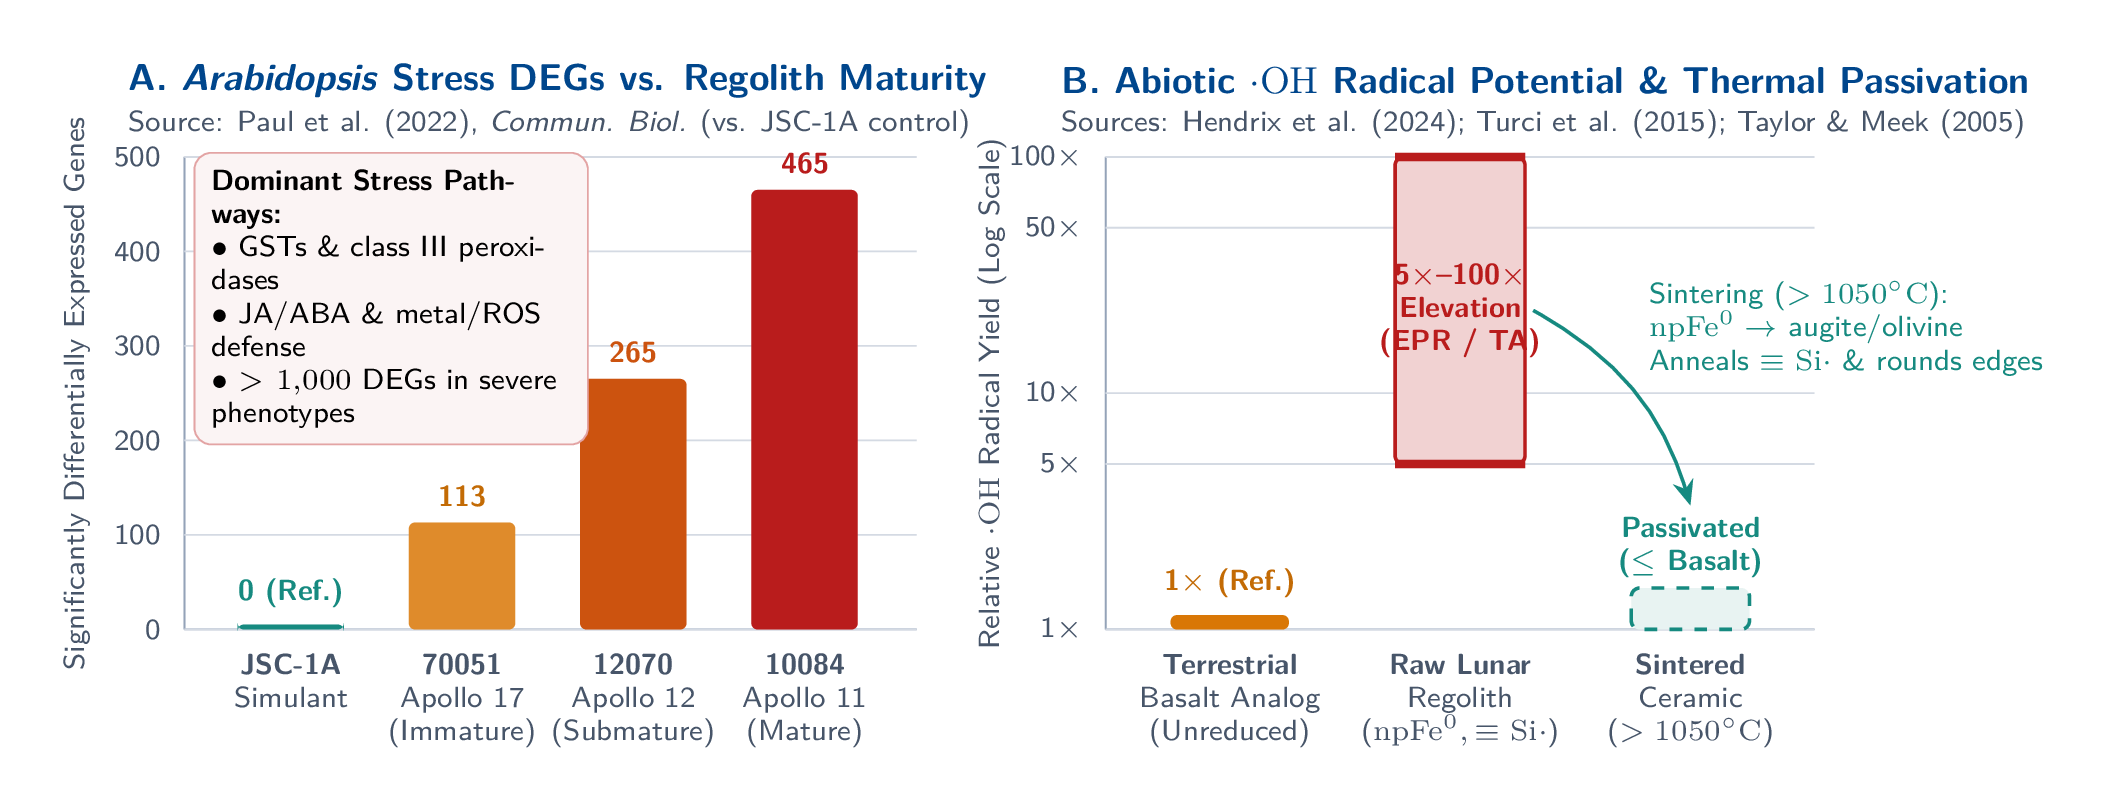 A. Arabidopsis Stress DEGs vs. Regolith Maturity
Source: Paul et al. (2022), Commun. Biol. (vs. JSC-1A control)
Significantly Differentially Expressed Genes
500
400
300
200
100
0
Dominant Stress Path-
ways:
• GSTs & class III peroxi-
dases
• JA/ABA & metal/ROS
defense
• > 1,000 DEGs in severe
phenotypes
0 (Ref.)
113
265
465
JSC-1A
Simulant
70051
Apollo 17
(Immature)
12070
Apollo 12
(Submature)
10084
Apollo 11
(Mature)
B. Abiotic ·OH Radical Potential & Thermal Passivation
Sources: Hendrix et al. (2024); Turci et al. (2015); Taylor & Meek (2005)
Relative ·OH Radical Yield (Log Scale)
100×
50×
10×
5×
1×
1× (Ref.)
5×–100×
Elevation
(EPR / TA)
Sintering (> 1050°C):
npFe⁰ → augite/olivine
Anneals ≡ Si· & rounds edges
Passivated
(≤ Basalt)
Terrestrial
Basalt Analog
(Unreduced)
Raw Lunar
Regolith
(npFe⁰, ≡ Si·)
Sintered
Ceramic
(> 1050°C)